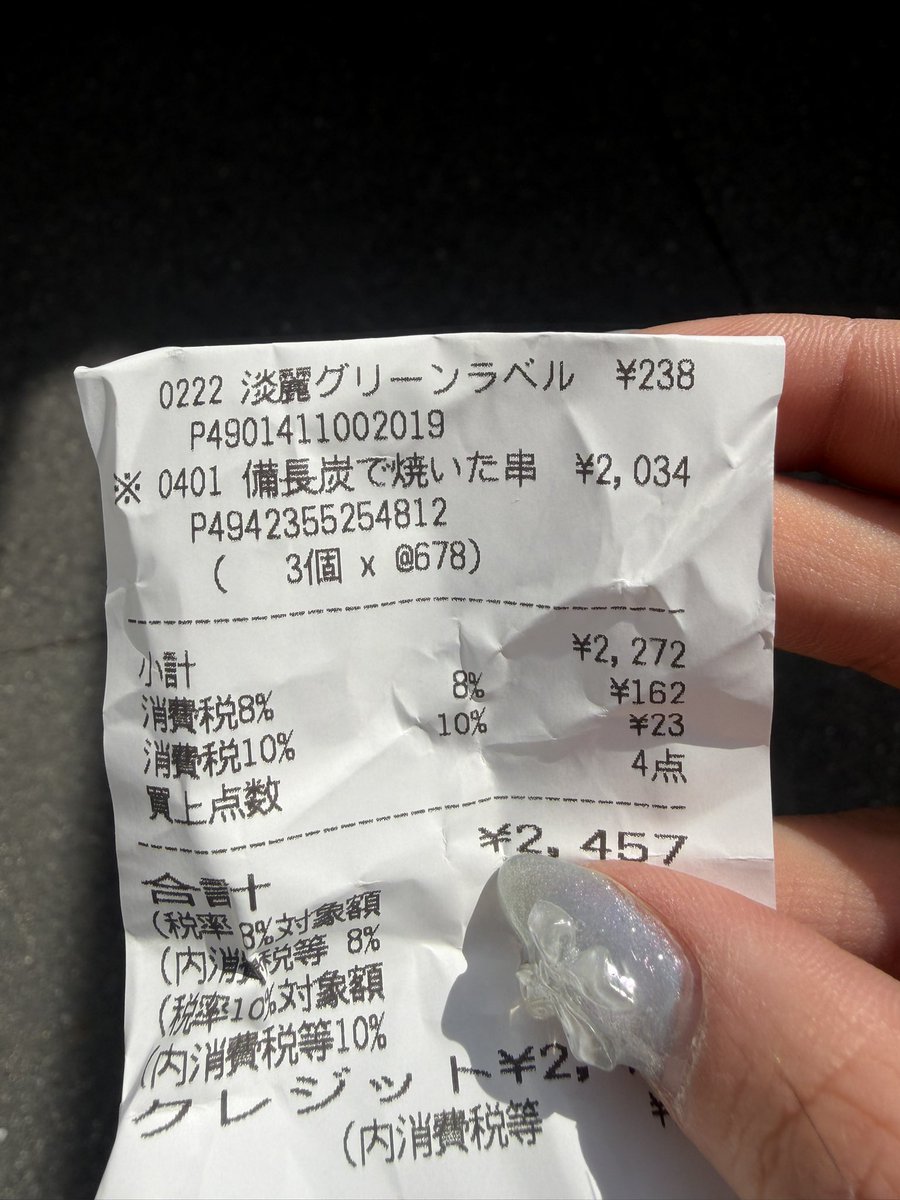 0222 淡麗グリーンラベル ¥238
P4901411002019
※ 0401 備長炭で焼いた串 ¥2,034
P4942355254812
( 3個 x @678)
小計 ¥2,272
消費税8% 8% ¥162
消費税10% 10% ¥23
買上点数 4点
合計 ¥2,457
(税率 8%対象額
(内消費税等 8%
(税率10%対象額
(内消費税等10%
クレジット ¥2,
(内消費税等 ¥